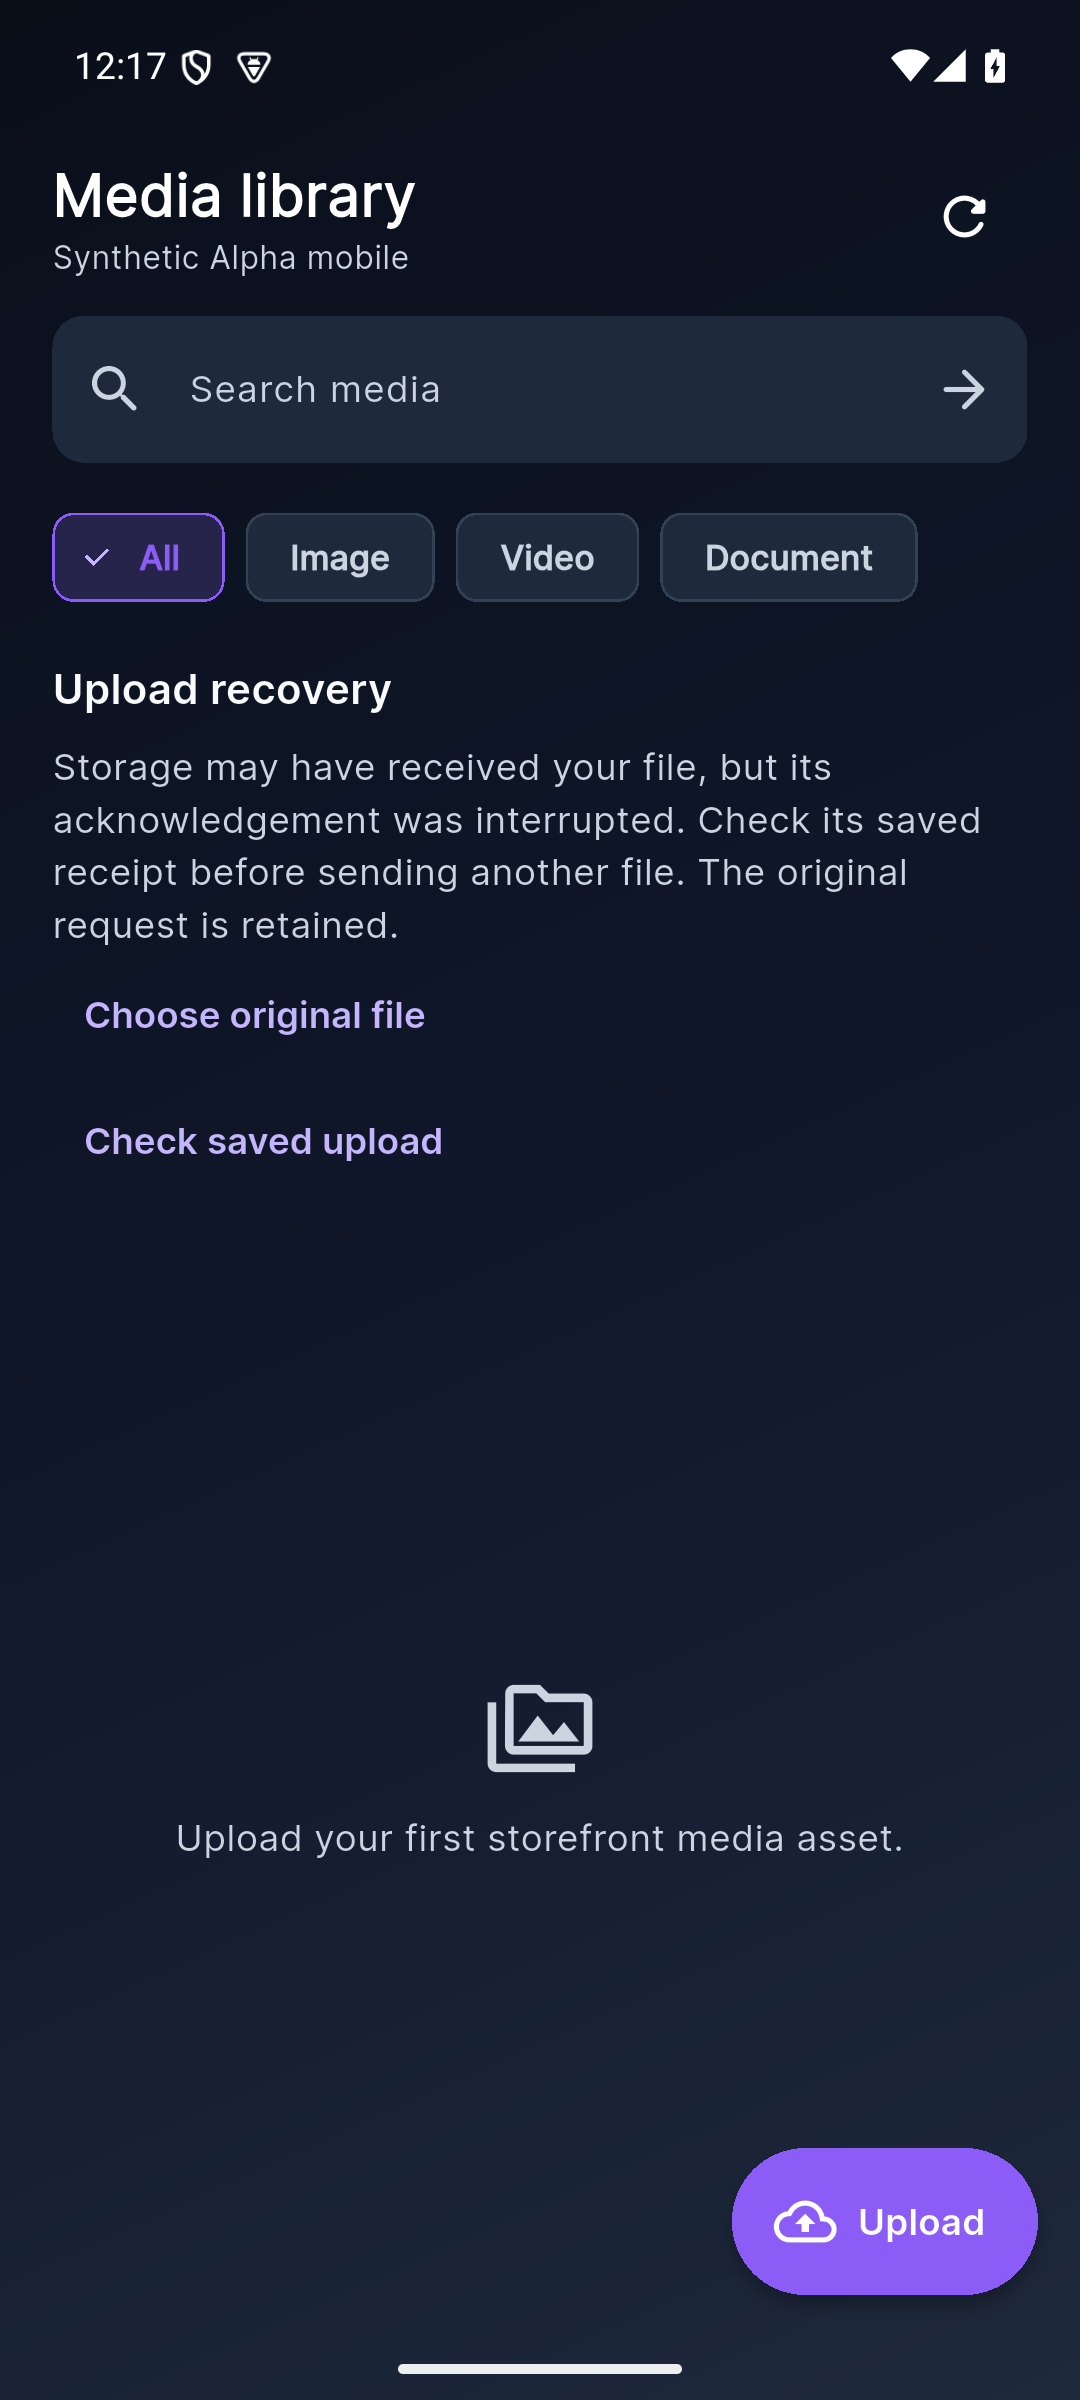 12:17
Media library
Synthetic Alpha mobile
Search media
All
Image
Video
Document
Upload recovery
Storage may have received your file, but its
acknowledgement was interrupted. Check its saved
receipt before sending another file. The original
request is retained.
Choose original file
Check saved upload
Upload your first storefront media asset.
Upload